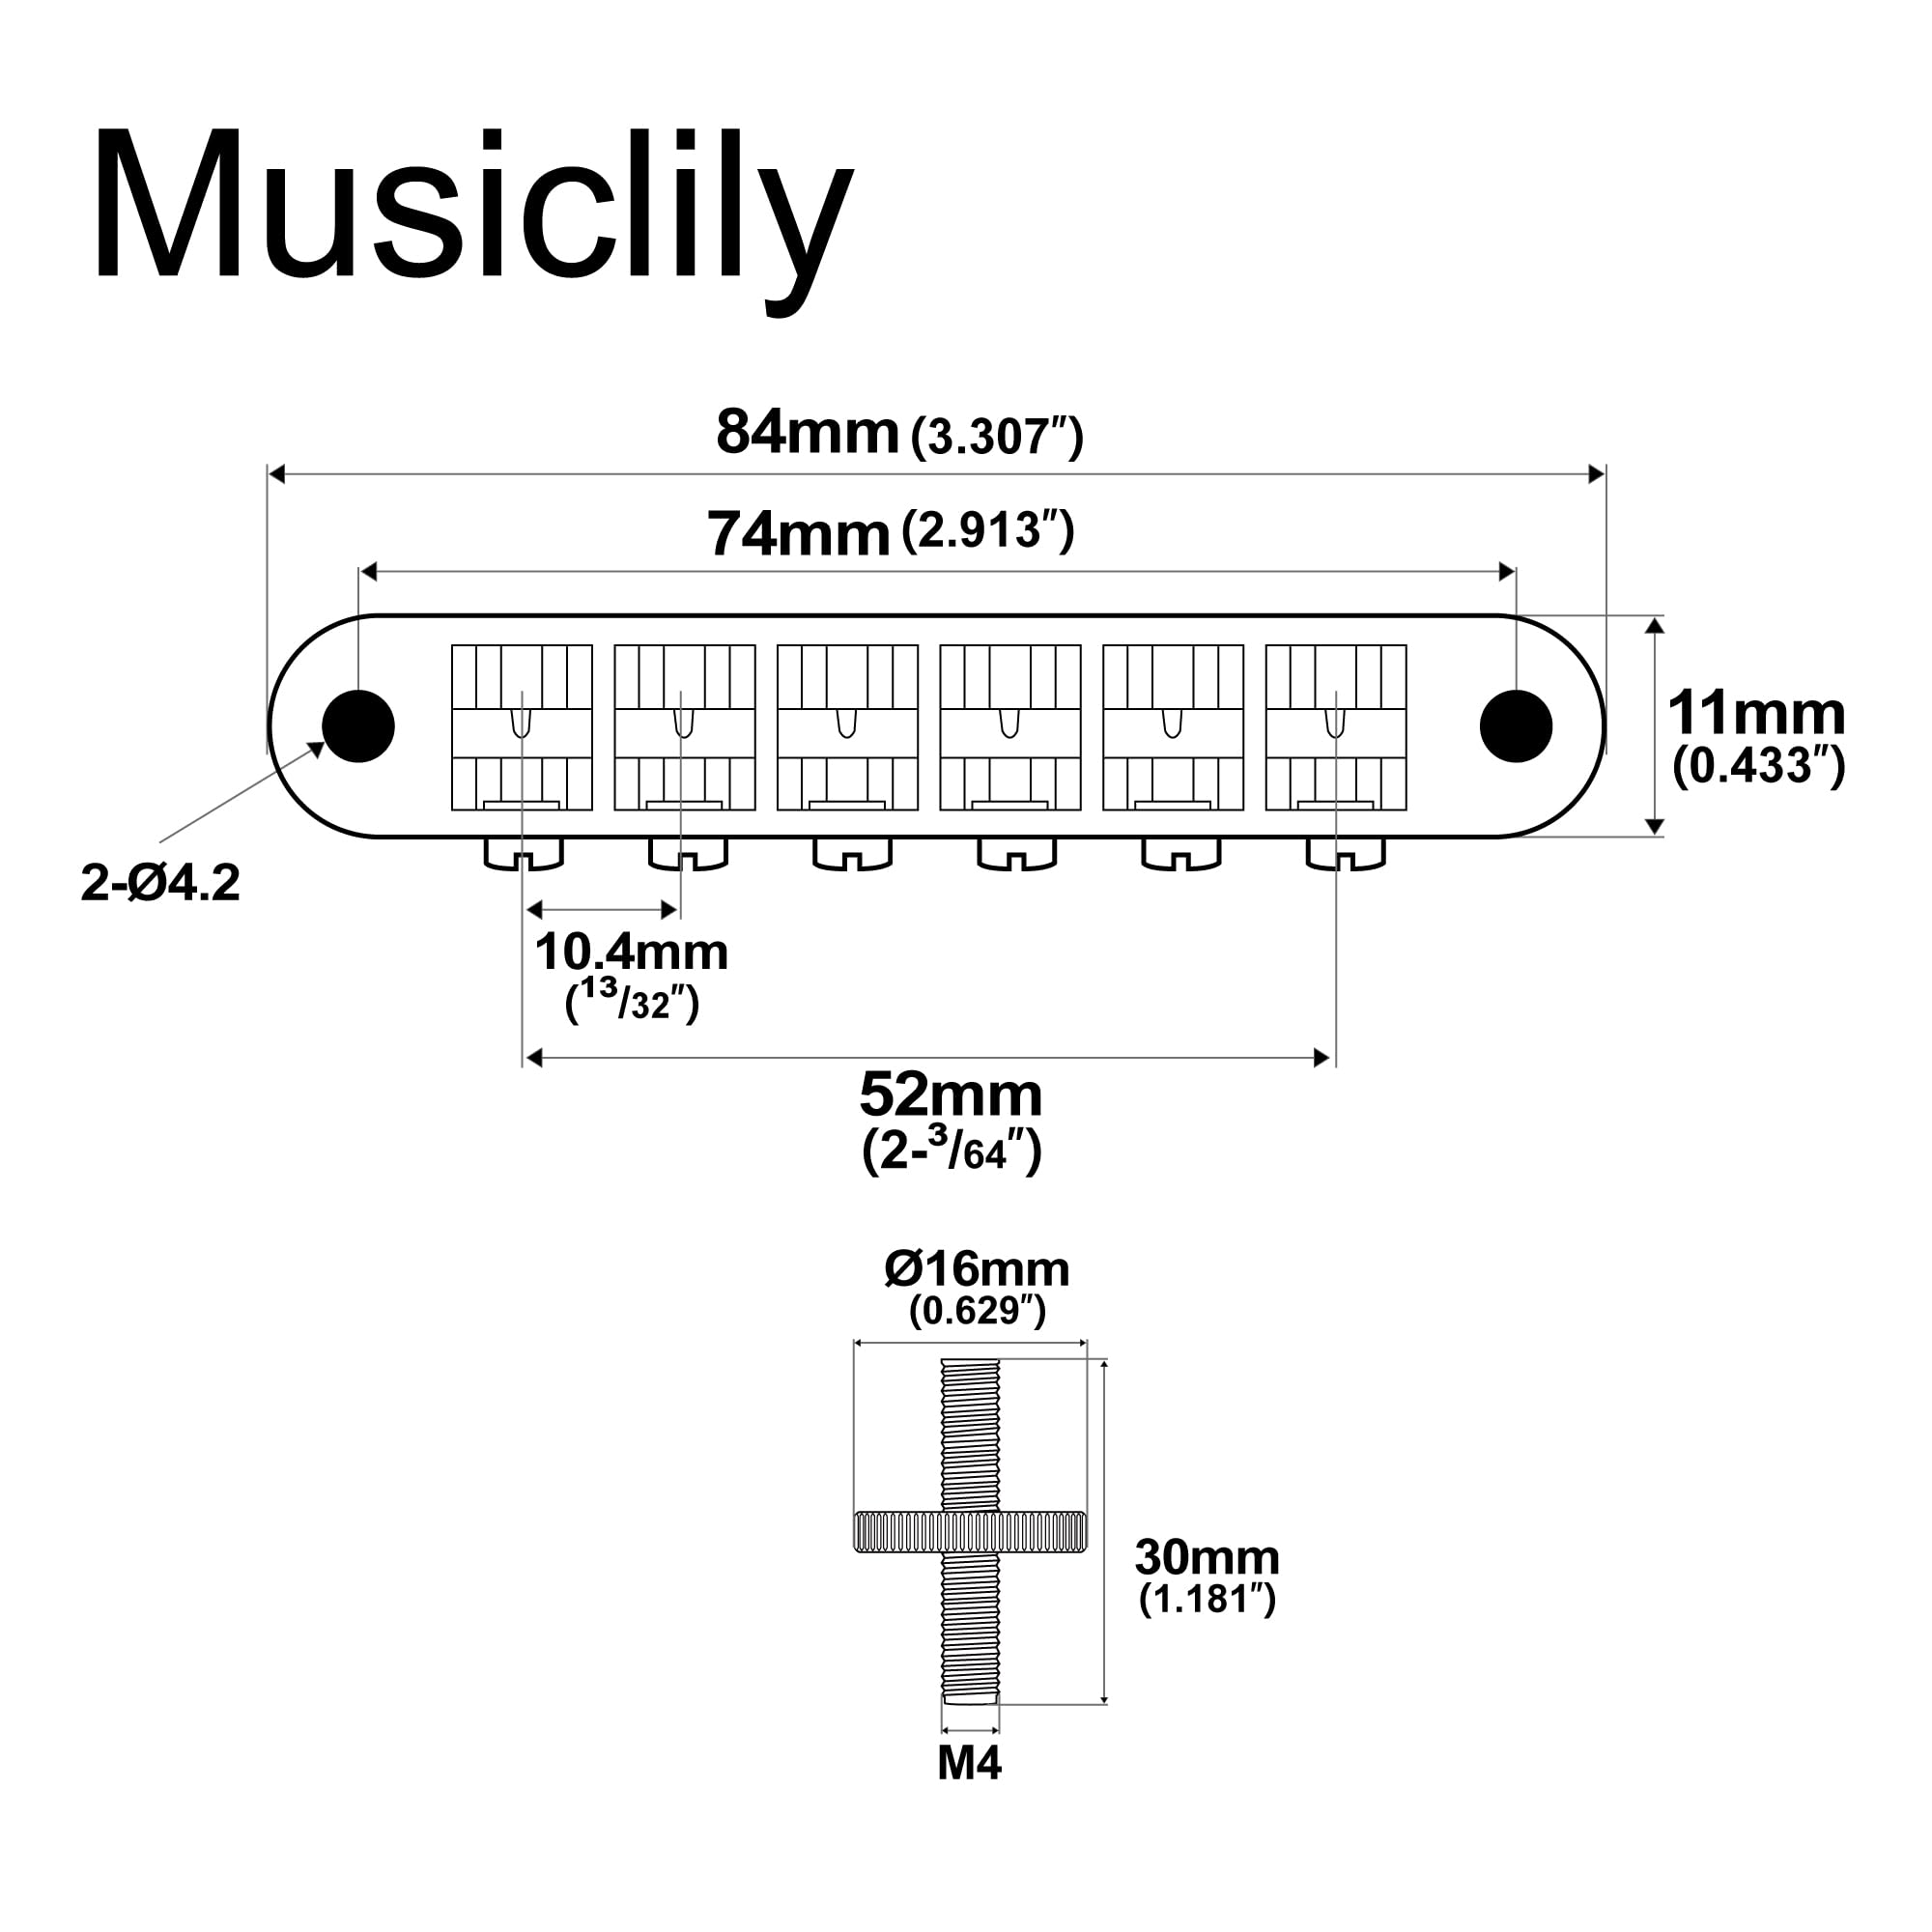 Musiclily
84mm (3.307″)
74mm (2.913″)
11mm
(0.433″)
2-Ø4.2
10.4mm
(13/32″)
52mm
(2-3/64″)
Ø16mm
(0.629″)
30mm
(1.181″)
M4